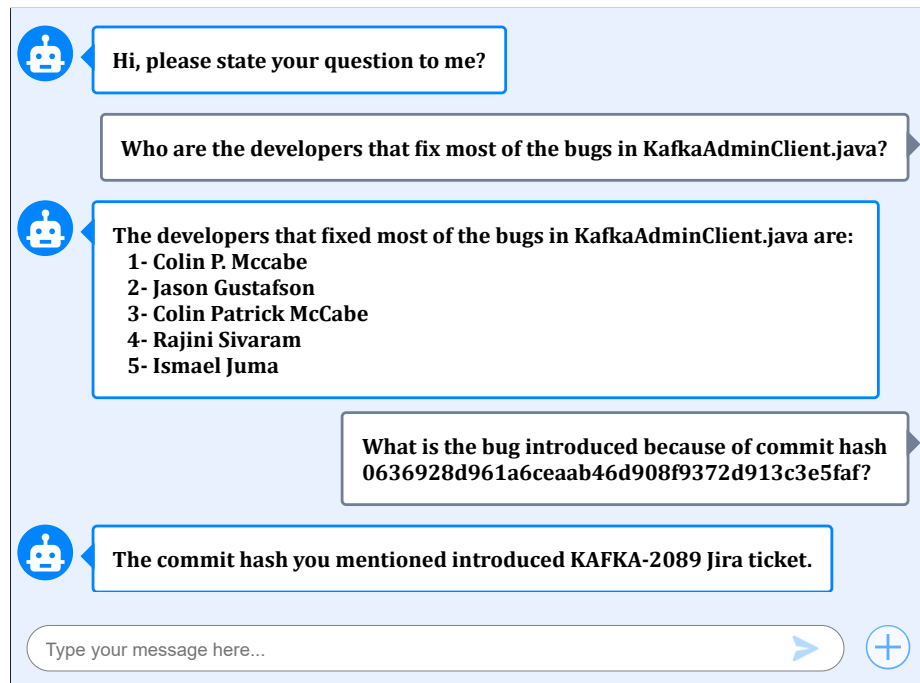 Hi, please state your question to me?
Who are the developers that fix most of the bugs in KafkaAdminClient.java?
The developers that fixed most of the bugs in KafkaAdminClient.java are:
1- Colin P. Mccabe
2- Jason Gustafson
3- Colin Patrick McCabe
4- Rajini Sivaram
5- Ismael Juma
What is the bug introduced because of commit hash
0636928d961a6ceaab46d908f9372d913c3e5faf?
The commit hash you mentioned introduced KAFKA-2089 Jira ticket.
Type your message here...